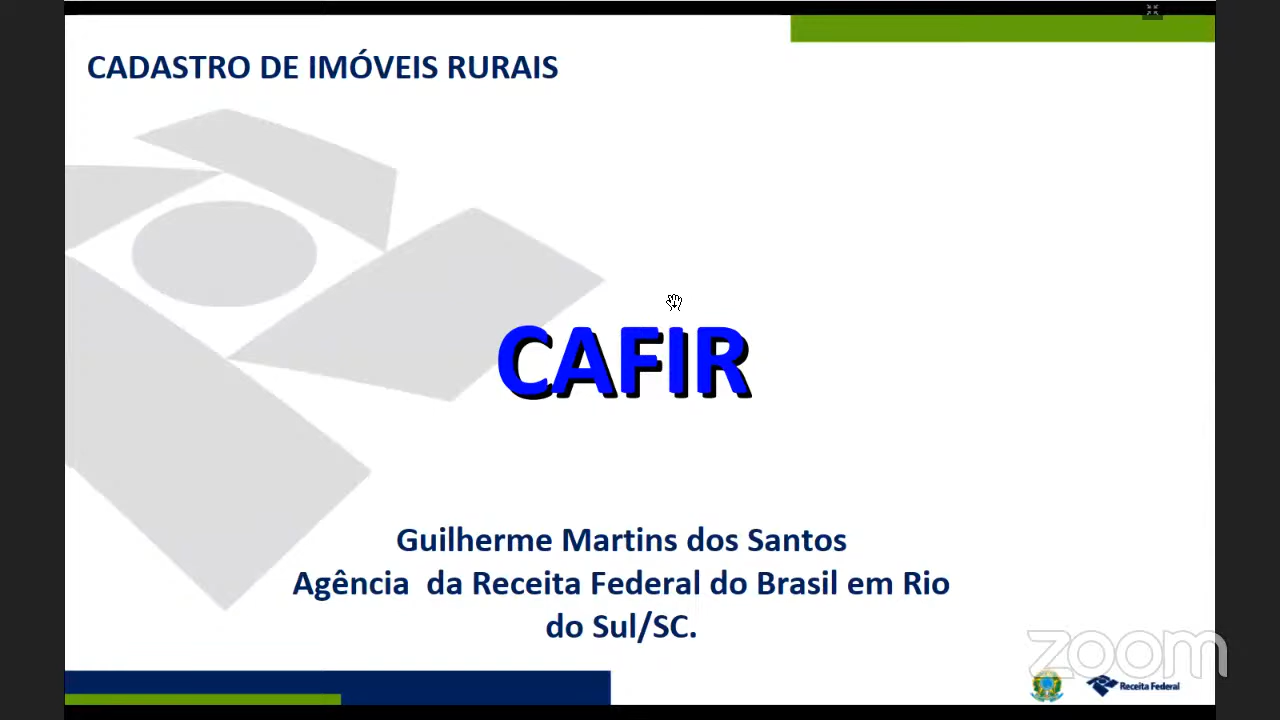 CADASTRO DE IMÓVEIS RURAIS
CAFIR
Guilherme Martins dos Santos
Agência da Receita Federal do Brasil em Rio
do Sul/SC.
zoom
Receita Federal